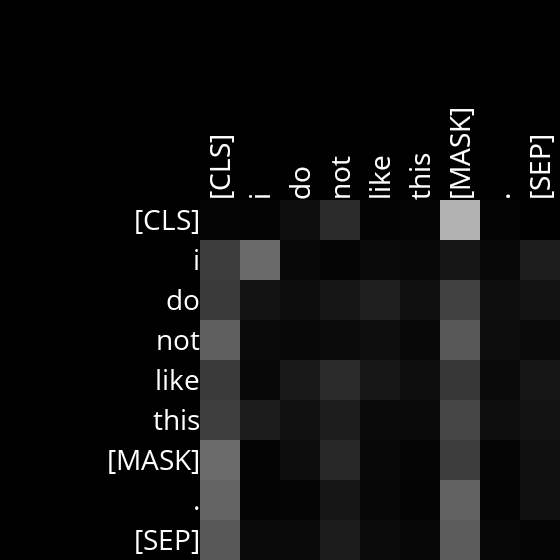 [CLS] i do not like this [MASK] . [SEP]
[CLS]
i
do
not
like
this
[MASK]
.
[SEP]